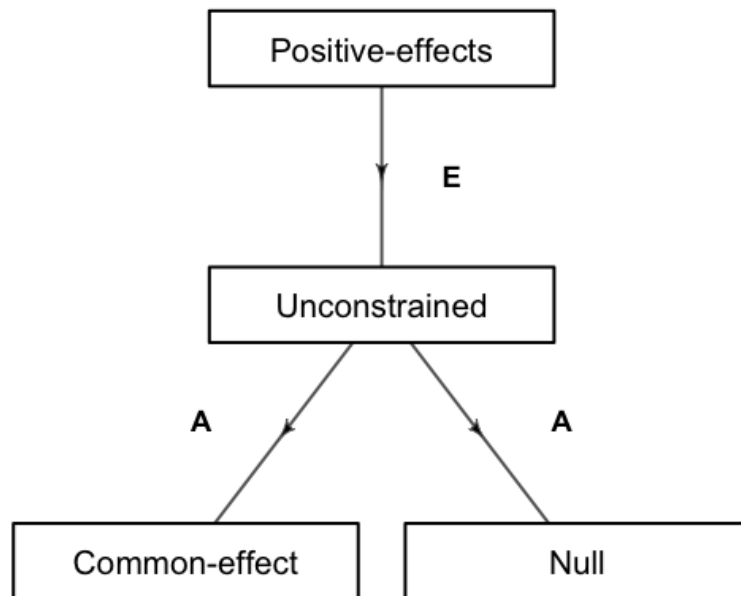 Positive-effects
E
Unconstrained
A A
Common-effect Null